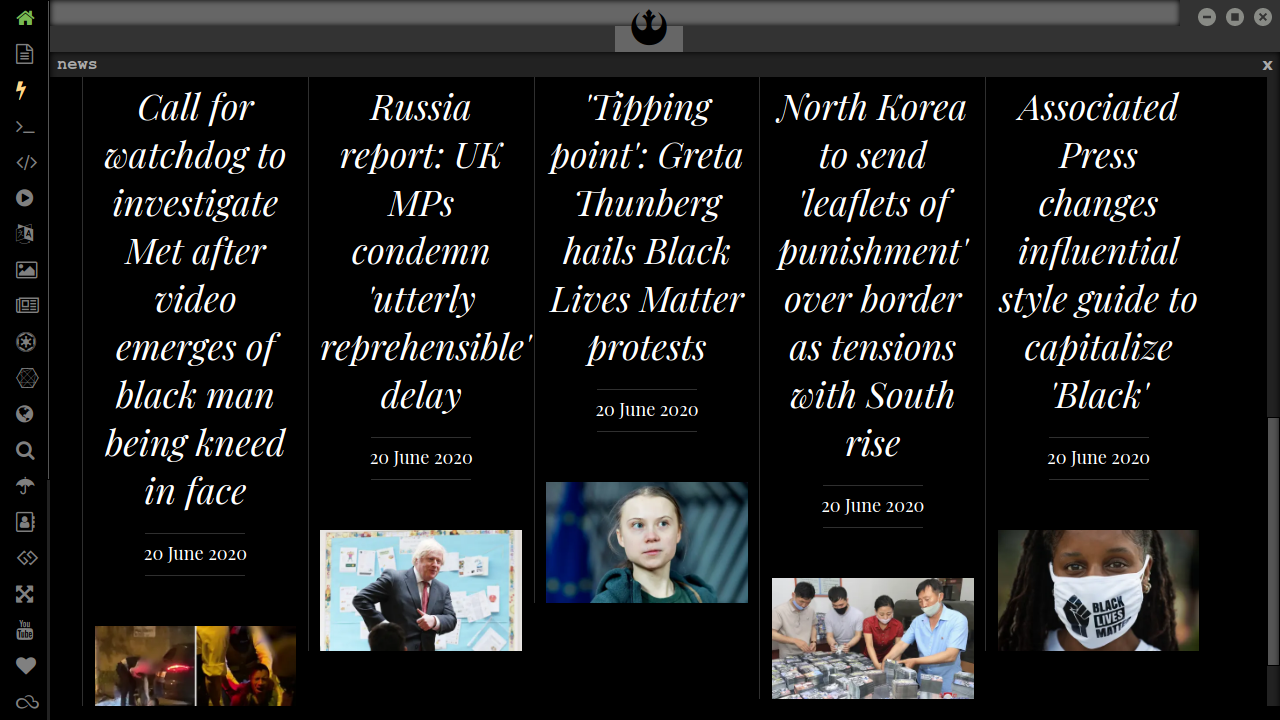 news
x
Call for
watchdog to
investigate
Met after
video
emerges of
black man
being kneed
in face
20 June 2020
Russia
report: UK
MPs
condemn
'utterly
reprehensible'
delay
20 June 2020
'Tipping
point': Greta
Thunberg
hails Black
Lives Matter
protests
20 June 2020
North Korea
to send
'leaflets of
punishment'
over border
as tensions
with South
rise
20 June 2020
Associated
Press
changes
influential
style guide to
capitalize
'Black'
20 June 2020
BLACK
LIVES
MATTER
You
Tube